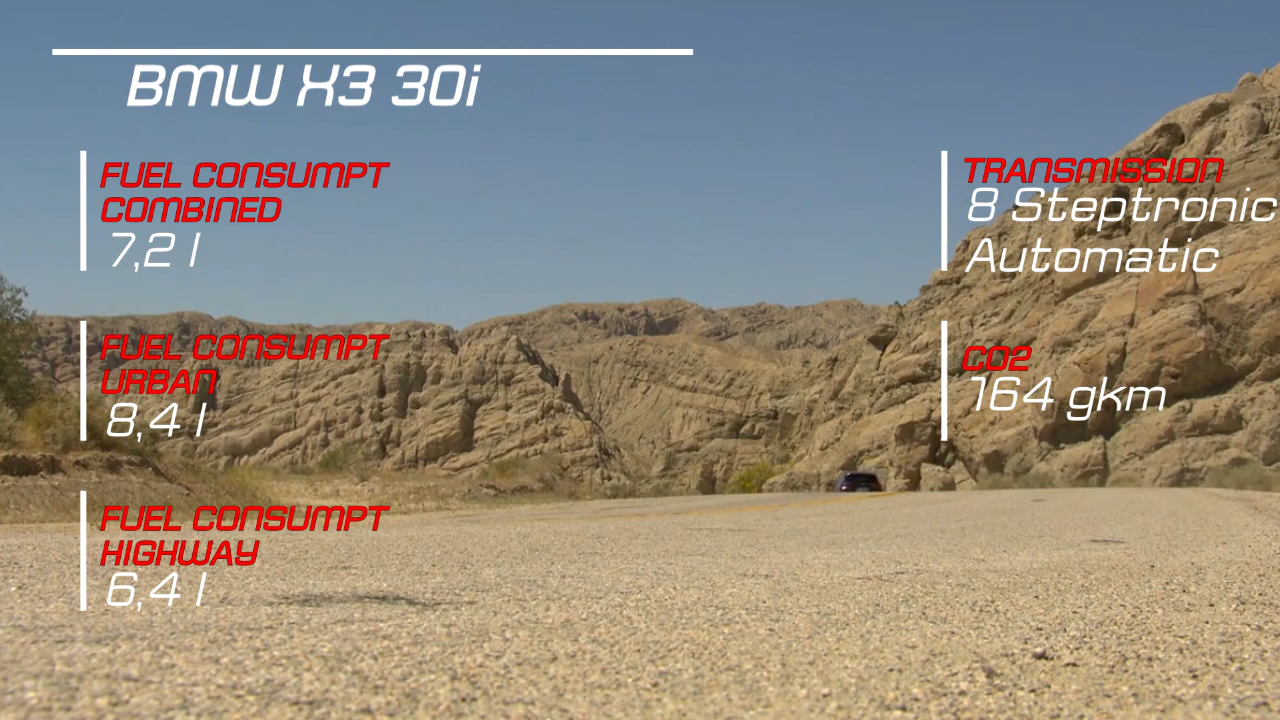 BMW X3 30i
FUEL CONSUMPT
COMBINED
7,2 l
FUEL CONSUMPT
URBAN
8,4 l
FUEL CONSUMPT
HIGHWAY
6,4 l
TRANSMISSION
8 Steptronic
Automatic
CO2
164 gkm